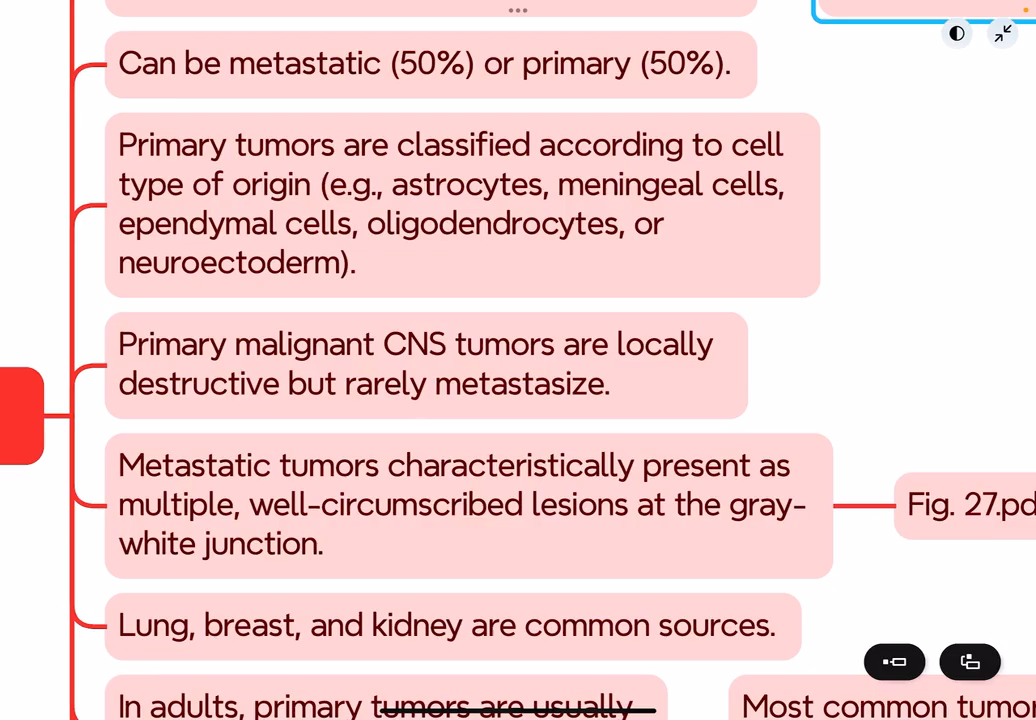 Can be metastatic (50%) or primary (50%).
Primary tumors are classified according to cell
type of origin (e.g., astrocytes, meningeal cells,
ependymal cells, oligodendrocytes, or
neuroectoderm).
Primary malignant CNS tumors are locally
destructive but rarely metastasize.
Metastatic tumors characteristically present as
multiple, well-circumscribed lesions at the gray-
white junction.
Fig. 27.pd
Lung, breast, and kidney are common sources.
In adults, primary tumors are usually
Most common tumo